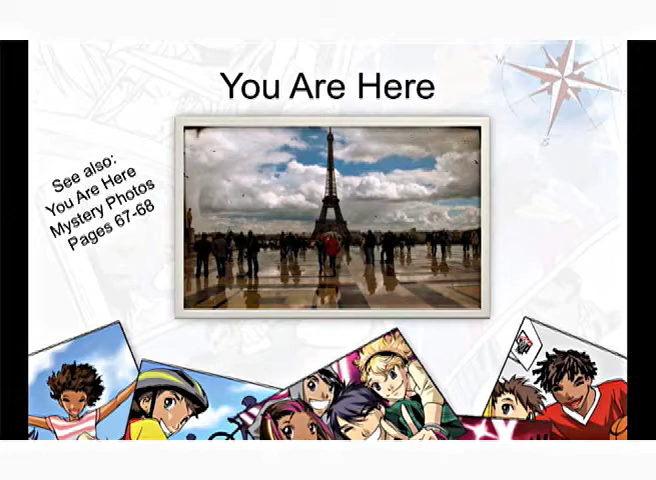 You Are Here
See also:
You Are Here
Mystery Photos
Pages 67-68
W
S